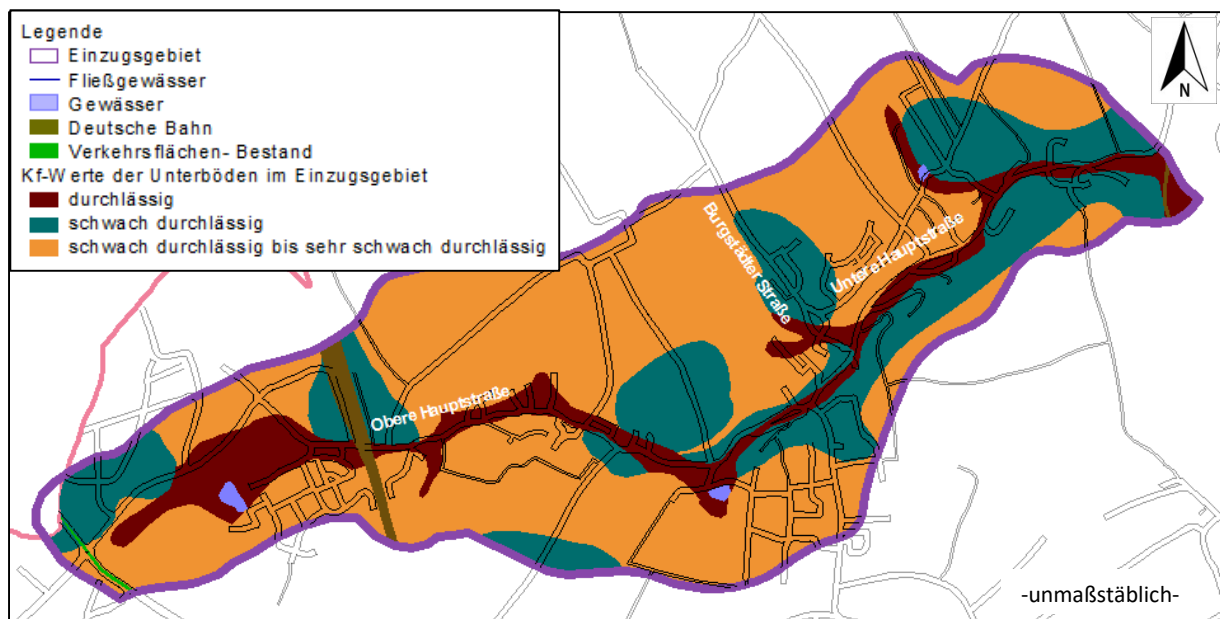 Legende
Einzugsgebiet
Fließgewässer
Gewässer
Deutsche Bahn
Verkehrsflächen- Bestand
Kf-Werte der Unterböden im Einzugsgebiet
durchlässig
schwach durchlässig
schwach durchlässig bis sehr schwach durchlässig
N
Burgstädter Straße
Untere Hauptstraße
Obere Hauptstraße
-unmaßstäblich-